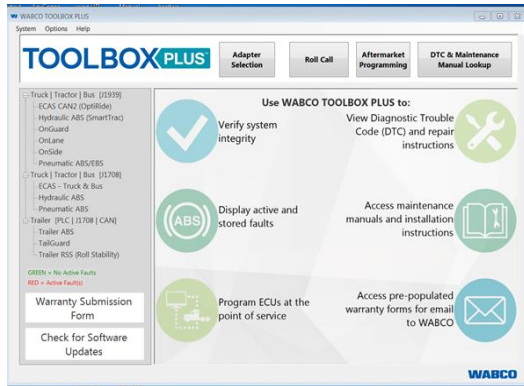 WABCO TOOLBOX PLUS
System Options Help
TOOLBOX PLUS
Adapter
Selection
Roll Call
Aftermarket
Programming
DTC & Maintenance
Manual Lookup
Truck | Tractor | Bus [J1939]
ECAS CAN2 (OptiRide)
Hydraulic ABS (SmartTrac)
OnGuard
OnLane
OnSide
Pneumatic ABS/EBS
Truck | Tractor | Bus [J1708]
ECAS - Truck & Bus
Hydraulic ABS
Pneumatic ABS
Trailer [PLC | J1708 | CAN]
Trailer ABS
TailGuard
Trailer RSS (Roll Stability)
GREEN = No Active Faults
RED = Active Fault(s)
Warranty Submission
Form
Check for Software
Updates
Use WABCO TOOLBOX PLUS to:
Verify system
integrity
View Diagnostic Trouble
Code (DTC) and repair
instructions
ABS
Display active and
stored faults
Access maintenance
manuals and installation
instructions
Program ECUs at the
point of service
Access pre-populated
warranty forms for email
to WABCO
WABCO